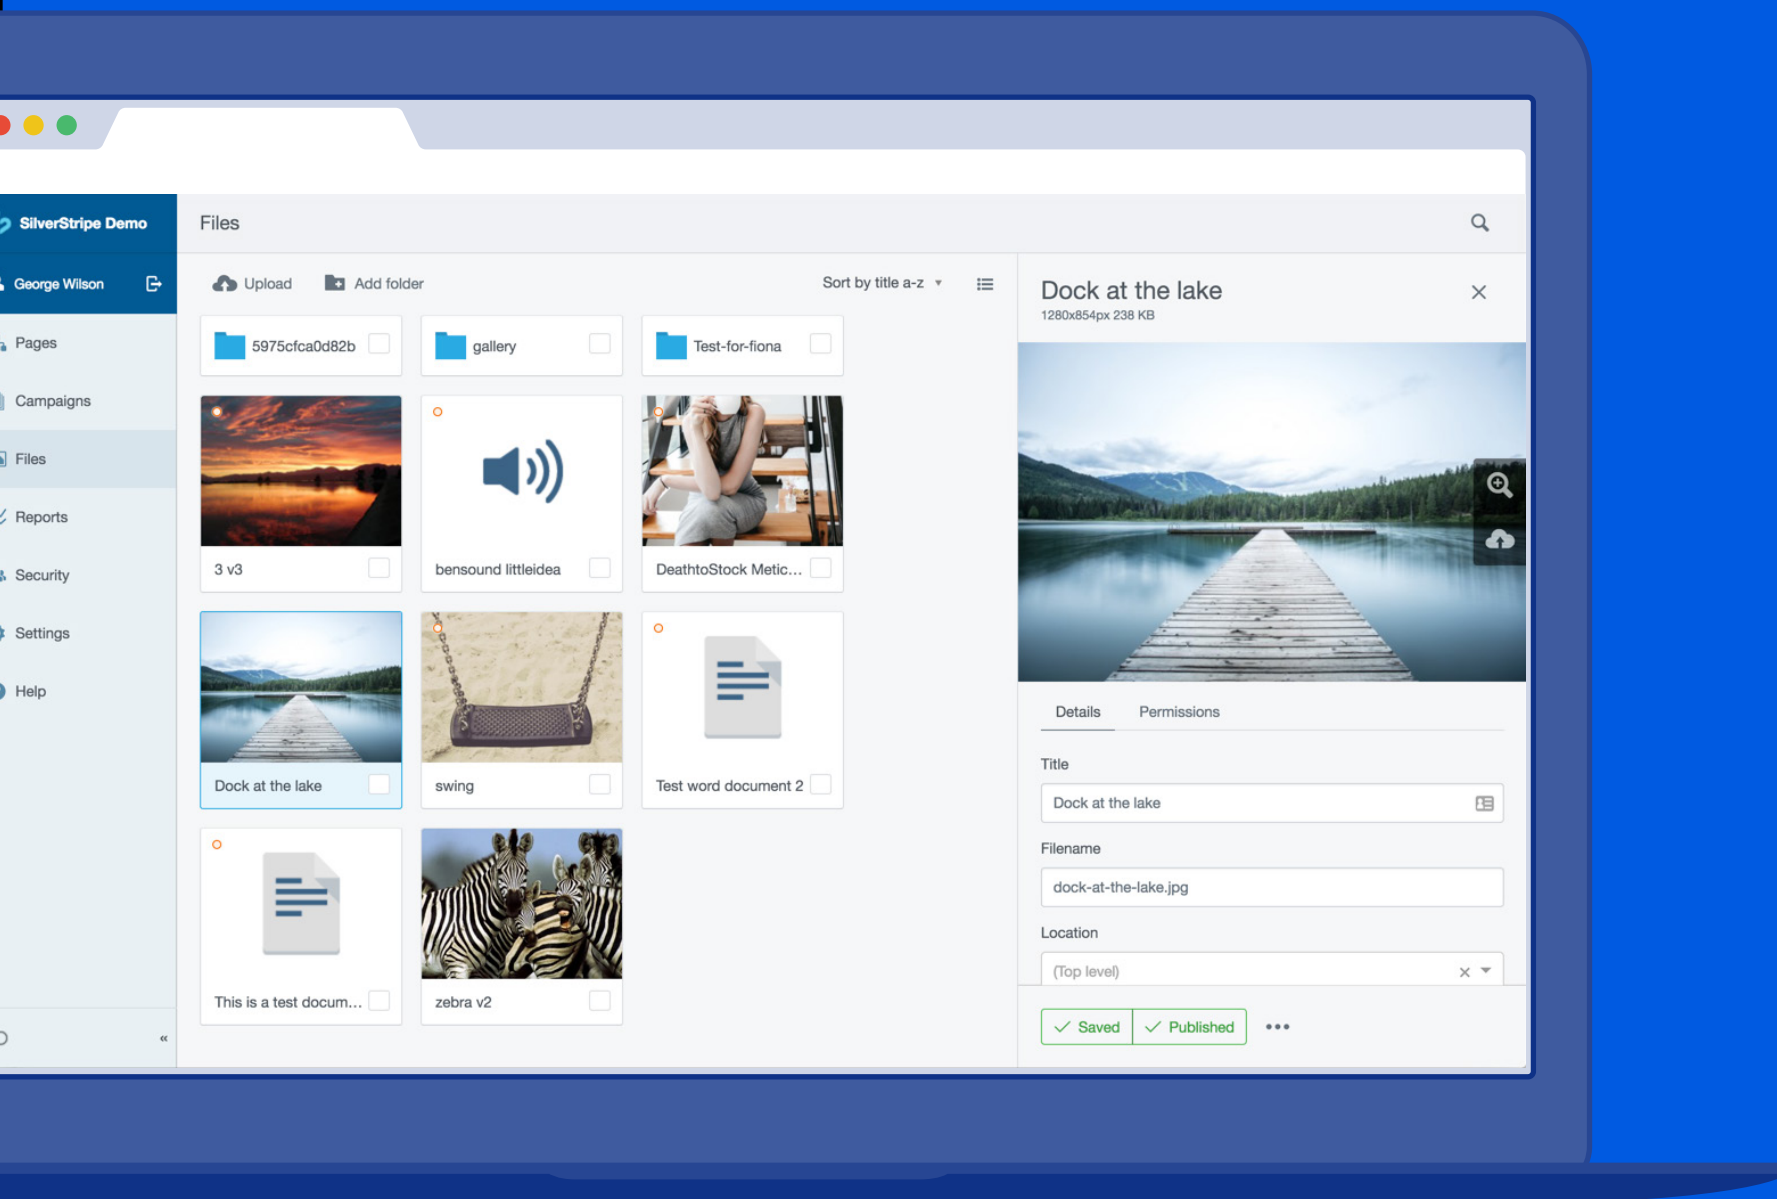 SilverStripe Demo
Files
George Wilson
Upload
Add folder
Sort by title a-z
Pages
Campaigns
Files
Reports
Security
Settings
Help
«
5975cfca0d82b
gallery
Test-for-fiona
3 v3
bensound littleidea
DeathtoStock Metic...
Dock at the lake
swing
Test word document 2
This is a test docum...
zebra v2
Dock at the lake
1280x854px 238 KB
Details
Permissions
Title
Dock at the lake
Filename
dock-at-the-lake.jpg
Location
(Top level)
Saved
Published